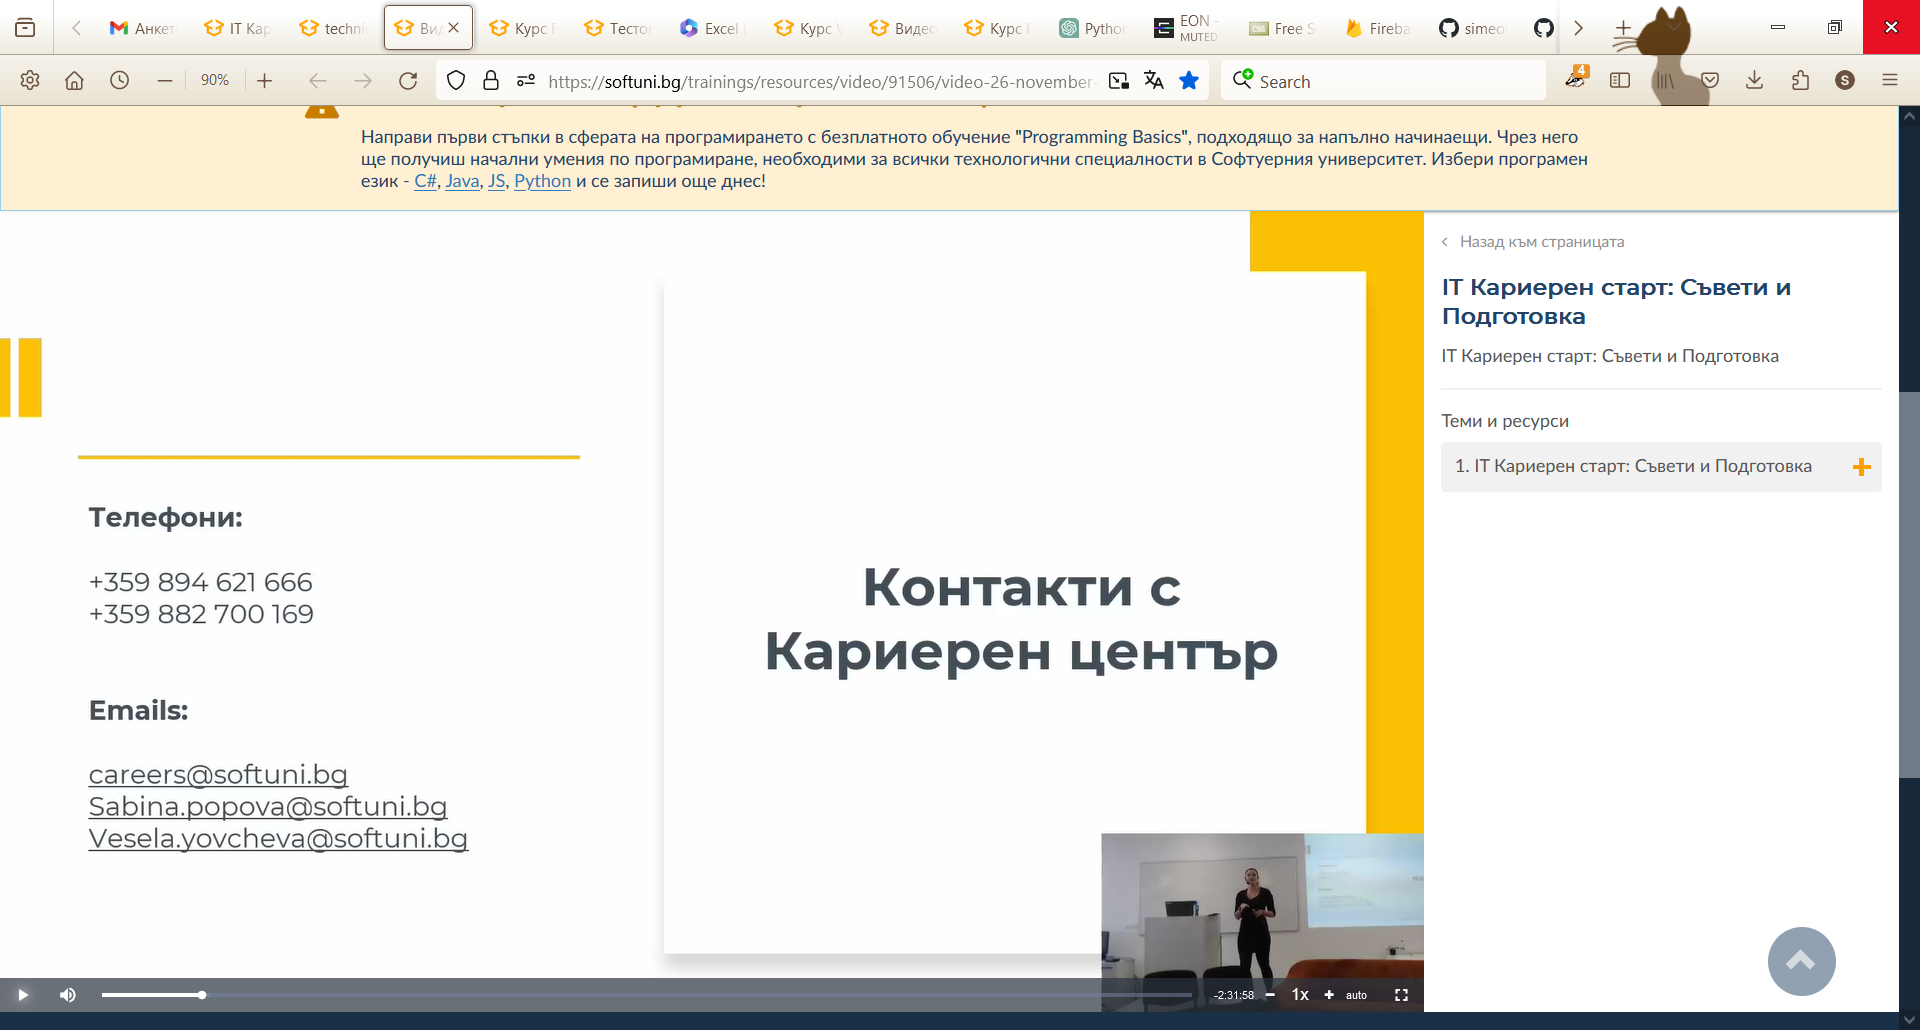 Анкет
IT Кар
techni
Вид
Курс F
Тесто
Excel
Курс V
Видео
Курс
Python
EON -
MUTED
Free S
Fireba
simeo
90%
https://softuni.bg/trainings/resources/video/91506/video-26-november-
Search
4
S
Направи първи стъпки в сферата на програмирането с безплатното обучение "Programming Basics", подходящо за напълно начинаещи. Чрез него
ще получиш начални умения по програмиране, необходими за всички технологични специалности в Софтуерния университет. Избери програмен
език - C#, Java, JS, Python и се запиши още днес!
Телефони:
+359 894 621 666
+359 882 700 169
Emails:
careers@softuni.bg
Sabina.popova@softuni.bg
Vesela.yovcheva@softuni.bg
Контакти с
Кариерен център
Назад към страницата
IT Кариерен старт: Съвети и
Подготовка
IT Кариерен старт: Съвети и Подготовка
Теми и ресурси
1. IT Кариерен старт: Съвети и Подготовка
-2:31:58
1x
auto